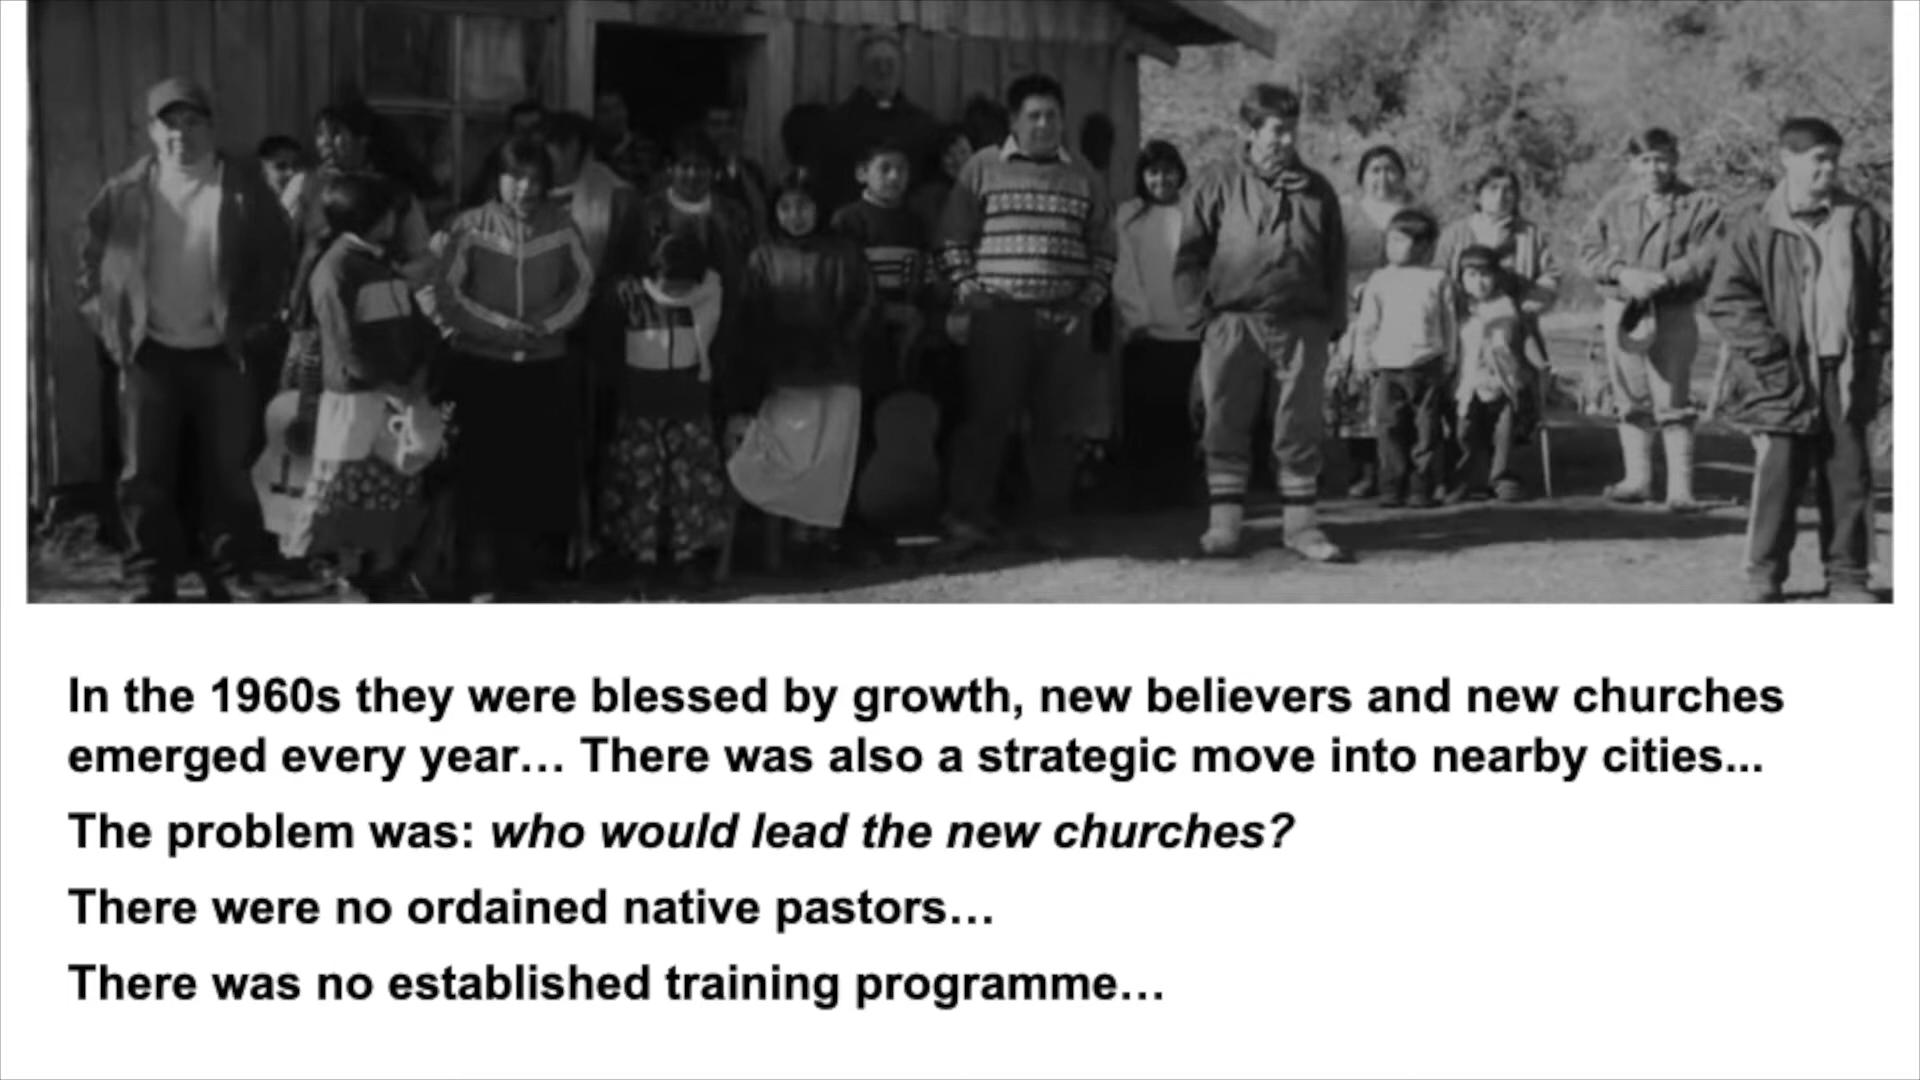 In the 1960s they were blessed by growth, new believers and new churches
emerged every year… There was also a strategic move into nearby cities...
The problem was: who would lead the new churches?
There were no ordained native pastors…
There was no established training programme…